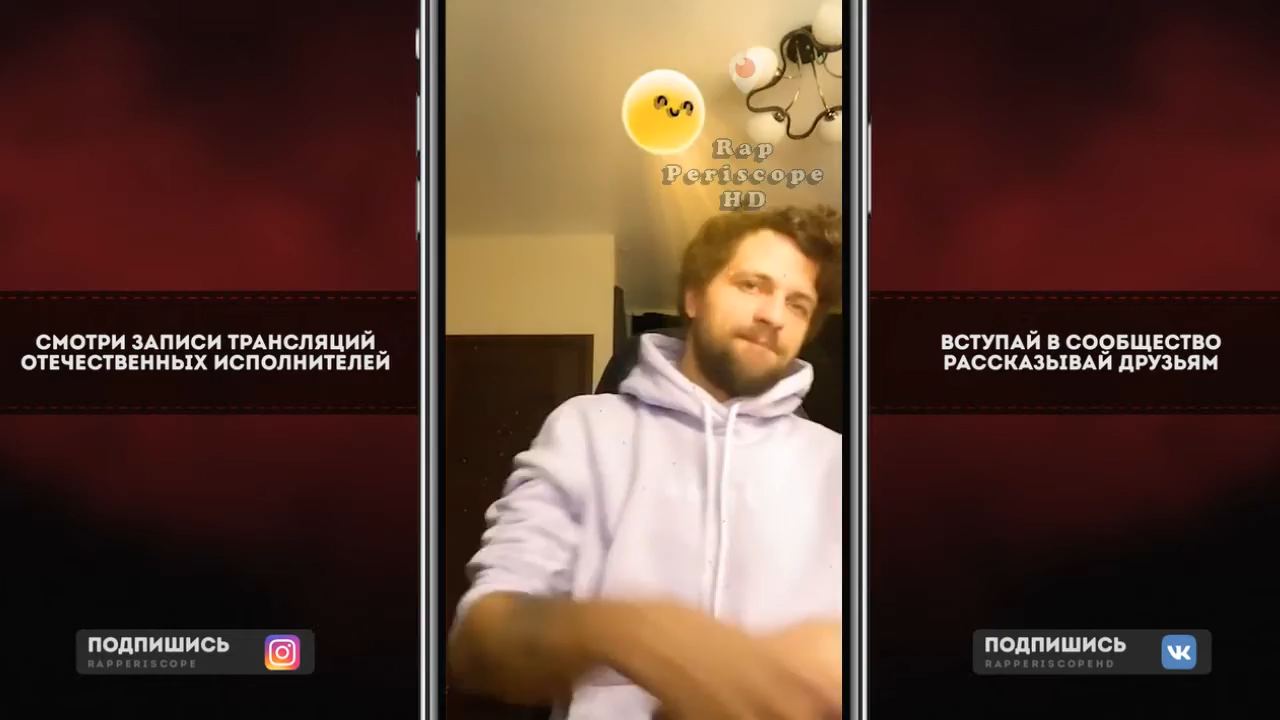 Rap
Periscope
HD
СМОТРИ ЗАПИСИ ТРАНСЛЯЦИЙ
ОТЕЧЕСТВЕННЫХ ИСПОЛНИТЕЛЕЙ
ВСТУПАЙ В СООБЩЕСТВО
РАССКАЗЫВАЙ ДРУЗЬЯМ
ПОДПИШИСЬ
RAPPERISCOPE
ПОДПИШИСЬ
RAPPERISCOPEHD